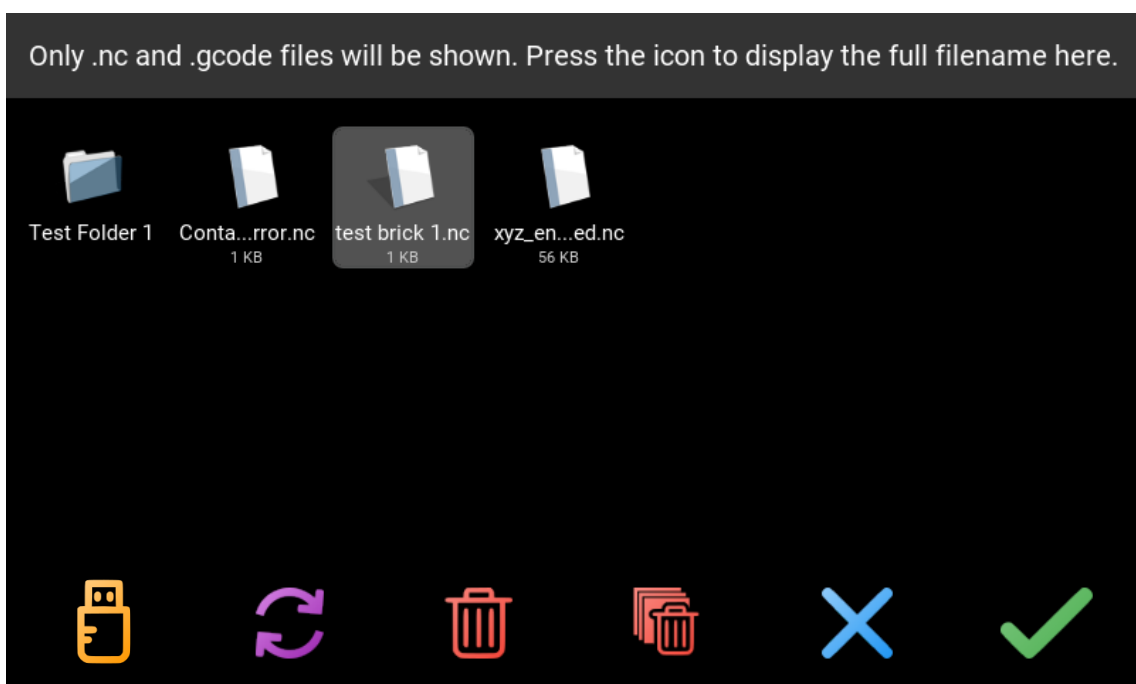 Only .nc and .gcode files will be shown. Press the icon to display the full filename here.
Test Folder 1
Conta...rror.nc
1 KB
test brick 1.nc
1 KB
xyz_en...ed.nc
56 KB